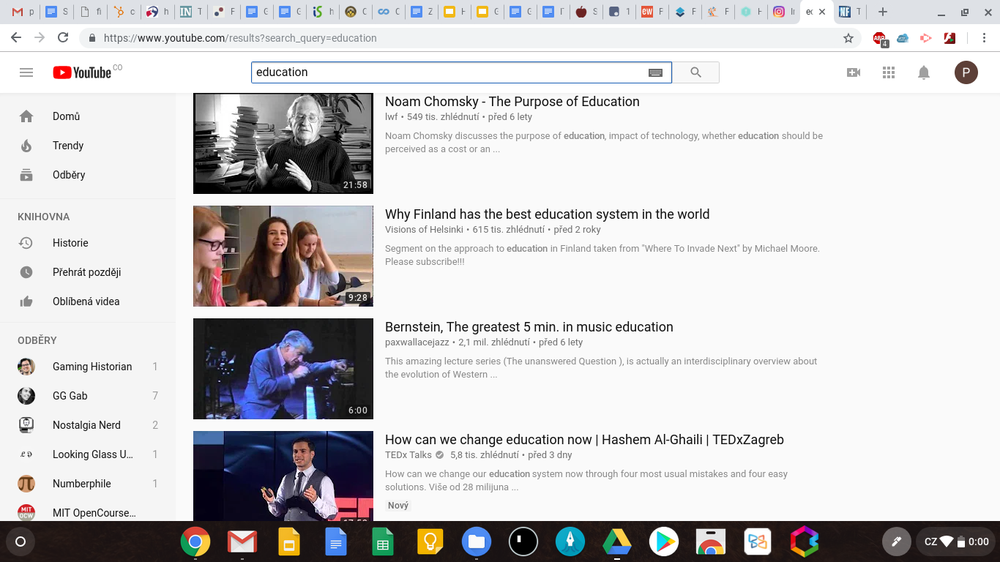 p
S
fi
c
h
T
F
G
G
h
C
C
Z
H
G
G
S
1
F
F
F
H
I
ec
T
https://www.youtube.com/results?search_query=education
ABP
4
YouTube CO
education
P
Domů
Trendy
Odběry
KNIHOVNA
Historie
Přehrát později
Oblíbená videa
ODBĚRY
Gaming Historian 1
GG Gab 7
Nostalgia Nerd 2
Looking Glass U... 1
Numberphile 1
MIT OCW
MIT OpenCourse...
Noam Chomsky - The Purpose of Education
lwf • 549 tis. zhlédnutí • před 6 lety
Noam Chomsky discusses the purpose of education, impact of technology, whether education should be
perceived as a cost or an ...
21:58
Why Finland has the best education system in the world
Visions of Helsinki • 615 tis. zhlédnutí • před 2 roky
Segment on the approach to education in Finland taken from "Where To Invade Next" by Michael Moore.
Please subscribe!!!
9:28
Bernstein, The greatest 5 min. in music education
paxwallacejazz • 2,1 mil. zhlédnutí • před 6 lety
This amazing lecture series (The unanswered Question ), is actually an interdisciplinary overview about
the evolution of Western ...
6:00
How can we change education now | Hashem Al-Ghaili | TEDxZagreb
TEDx Talks 5,8 tis. zhlédnutí • před 3 dny
How can we change our education system now through four most usual mistakes and four easy
solutions. Više od 28 milijuna ...
Nový
CZ 0:00